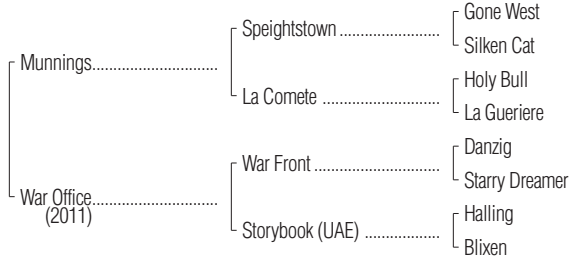 Gone West
Speightstown
Silken Cat
Munnings
Holy Bull
La Comete
La Gueriere
Danzig
War Front
Starry Dreamer
War Office
(2011)
Halling
Storybook (UAE)
Blixen